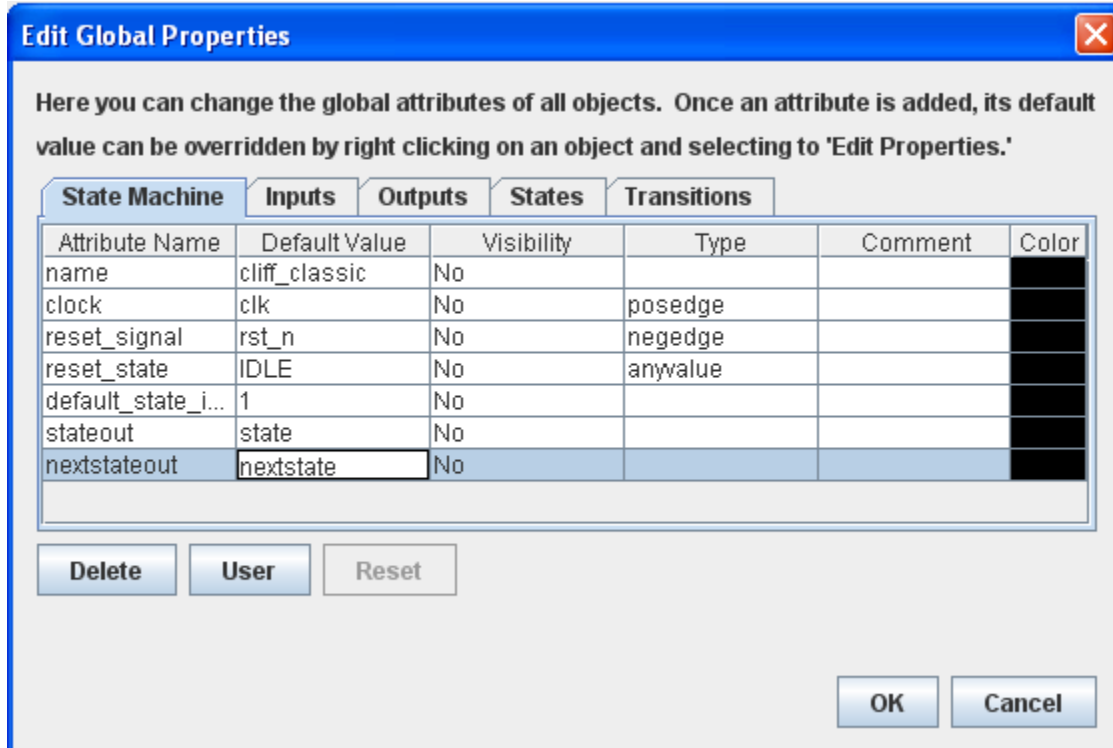 Edit Global Properties
Here you can change the global attributes of all objects. Once an attribute is added, its default
value can be overridden by right clicking on an object and selecting to 'Edit Properties.'
State Machine Inputs Outputs States Transitions
Attribute Name Default Value Visibility Type Comment Color
name cliff_classic No
clock clk No posedge
reset_signal rst_n No negedge
reset_state IDLE No anyvalue
default_state_i... 1 No
stateout state No
nextstateout nextstate No
Delete User Reset
OK Cancel